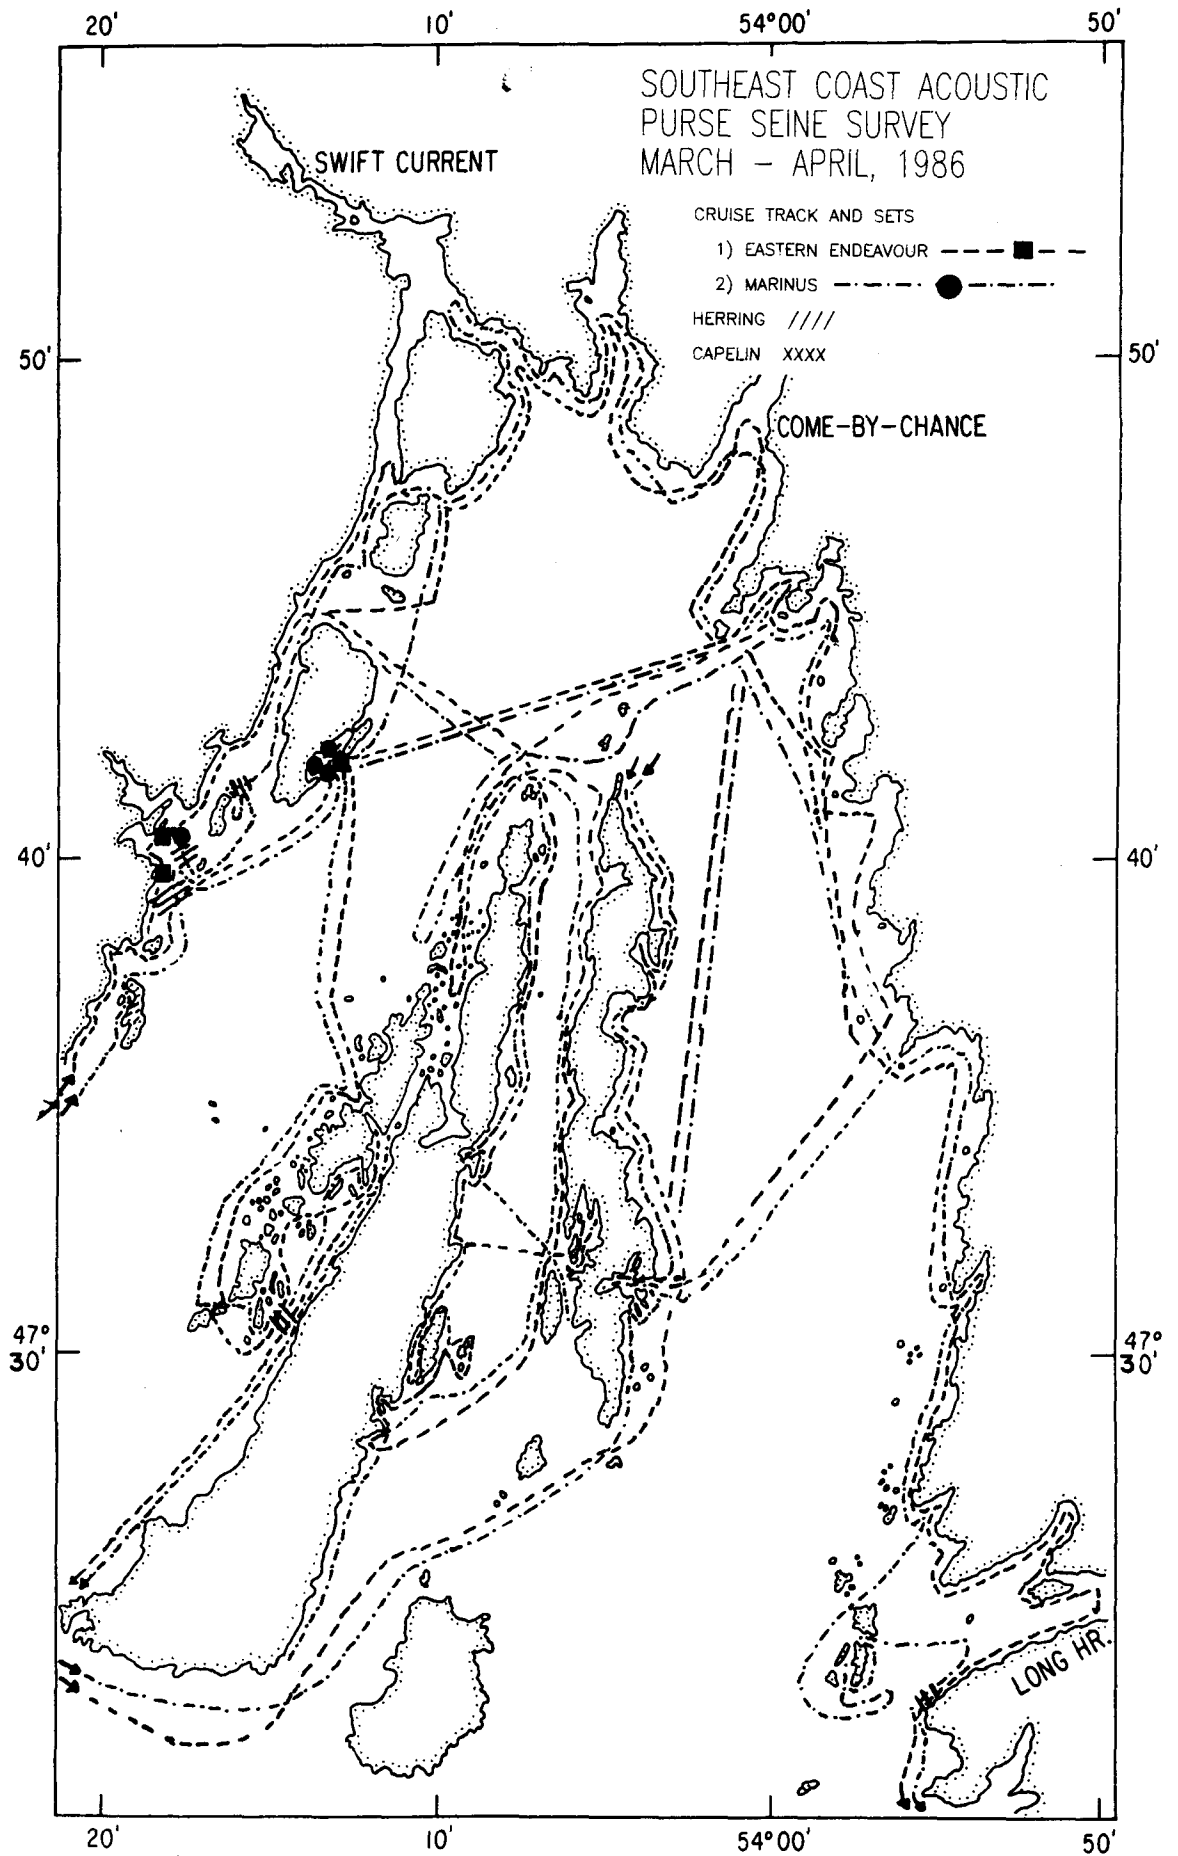 20' 10' 54°00' 50'
SOUTHEAST COAST ACOUSTIC
PURSE SEINE SURVEY
MARCH – APRIL, 1986
SWIFT CURRENT
CRUISE TRACK AND SETS
1) EASTERN ENDEAVOUR
2) MARINUS
HERRING ////
CAPELIN XXXX
50' 50'
COME-BY-CHANCE
40' 40'
47° 47°
30' 30'
LONG HR.
20' 10' 54°00' 50'